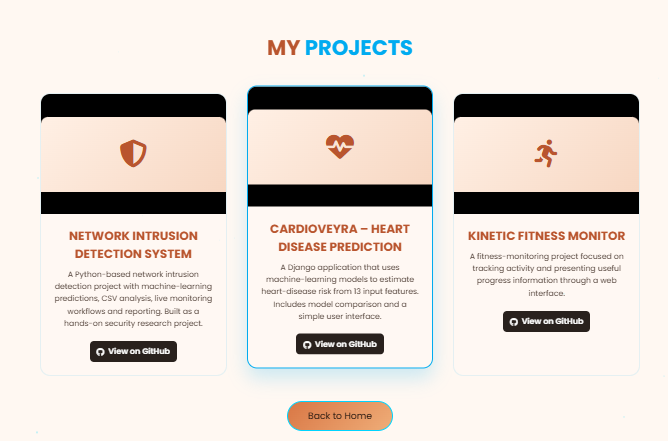 MY PROJECTS
NETWORK INTRUSION
DETECTION SYSTEM
A Python-based network intrusion
detection project with machine-learning
predictions, CSV analysis, live monitoring
workflows and reporting. Built as a
hands-on security research project.
View on GitHub
CARDIOVEYRA – HEART
DISEASE PREDICTION
A Django application that uses
machine-learning models to estimate
heart-disease risk from 13 input features.
Includes model comparison and a
simple user interface.
View on GitHub
KINETIC FITNESS MONITOR
A fitness-monitoring project focused on
tracking activity and presenting useful
progress information through a web
interface.
View on GitHub
Back to Home